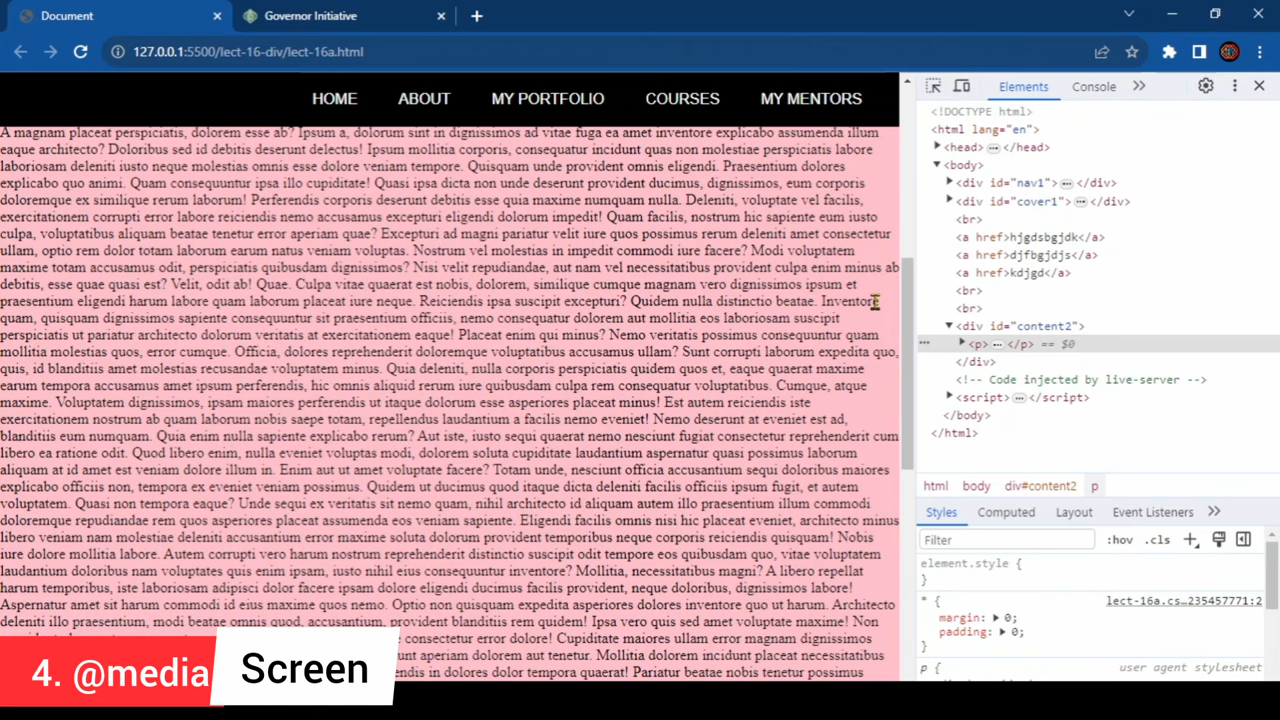 Document
Governor Initiative
127.0.0.1:5500/lect-16-div/lect-16a.html
HOME ABOUT MY PORTFOLIO COURSES MY MENTORS
A magnam placeat perspiciatis, dolorem esse ab? Ipsum a, dolorum sint in dignissimos ad vitae fuga ea amet inventore explicabo assumenda illum
eaque architecto? Doloribus sed id debitis deserunt delectus! Ipsum mollitia corporis, consequatur incidunt quas non molestiae perspiciatis labore
laboriosam deleniti iusto neque molestias omnis esse dolore veniam tempore. Quisquam unde provident omnis eligendi. Praesentium dolores
explicabo quo animi. Quam consequuntur ipsa illo cupiditate! Quasi ipsa dicta non unde deserunt provident ducimus, dignissimos, eum corporis
doloremque ex similique rerum laborum! Perferendis corporis deserunt debitis esse quia maxime numquam nulla. Deleniti, voluptate vel facilis,
exercitationem corrupti error labore reiciendis nemo accusamus excepturi eligendi dolorum impedit! Quam facilis, nostrum hic sapiente eum iusto
culpa, voluptatibus aliquam beatae tenetur error aperiam quae? Excepturi ad magni pariatur velit iure quos possimus rerum deleniti amet consectetur
ullam, optio rem dolor totam laborum earum natus veniam voluptas. Nostrum vel molestias in impedit commodi iure facere? Modi voluptatem
maxime totam accusamus odit, perspiciatis quibusdam dignissimos? Nisi velit repudiandae, aut nam vel necessitatibus provident culpa enim minus ab
debitis, esse quae quasi est? Velit, odit ab! Quae. Culpa vitae quaerat est nobis, dolorem, similique cumque magnam vero dignissimos ipsum et
praesentium eligendi harum labore quam laborum placeat iure neque. Reiciendis ipsa suscipit excepturi? Quidem nulla distinctio beatae. Inventore
quam, quisquam dignissimos sapiente consequuntur sit praesentium officiis, nemo consequatur dolorem aut mollitia eos laboriosam suscipit
perspiciatis ut pariatur architecto dolorum veritatis at exercitationem eaque! Placeat enim qui minus? Nemo veritatis possimus consequuntur quam
mollitia molestias quos, error cumque. Officia, dolores reprehenderit doloremque voluptatibus accusamus ullam? Sunt corrupti laborum expedita quo,
quis, id blanditiis amet molestias recusandae voluptatem minus. Quia deleniti, nulla corporis perspiciatis quidem quos et, eaque quaerat maxime
earum tempora accusamus amet ipsum perferendis, hic omnis aliquid rerum iure quibusdam culpa rem consequatur voluptatibus. Cumque, atque
maxime. Voluptatem dignissimos, ipsam maiores perferendis ut itaque dolorum esse asperiores placeat minus! Est autem reiciendis iste
exercitationem nostrum ab quam laborum nobis saepe totam, repellendus laudantium a facilis nemo eveniet! Nemo deserunt at eveniet est ad,
blanditiis eum numquam. Quia enim nulla sapiente explicabo rerum? Aut iste, iusto sequi quaerat nemo nesciunt fugiat consectetur reprehenderit cum
libero ea ratione odit. Quod libero enim, nulla eveniet voluptas modi, dolorem soluta cupiditate laudantium aspernatur quasi possimus laborum
aliquam at id amet est veniam dolore illum in. Enim aut ut amet voluptate facere? Totam unde, nesciunt officia accusantium sequi doloribus maiores
explicabo officiis non, tempora ex eveniet veniam possimus. Quidem ut ducimus quod itaque dicta deleniti facilis officiis ipsum fugit, et autem
voluptatem. Quasi non tempora eaque? Unde sequi ex veritatis sit nemo quam, nihil architecto id aliquam autem illo praesentium illum commodi
doloremque repudiandae rem quos asperiores placeat assumenda eos veniam sapiente. Eligendi facilis omnis nisi hic placeat eveniet, architecto minus
libero veniam nam molestiae deleniti accusantium error maxime soluta dolorum provident temporibus neque corporis reiciendis quisquam! Nobis
iure dolore mollitia labore. Autem corrupti vero harum nostrum reprehenderit distinctio suscipit odit tempore eos quibusdam quo, vitae voluptatem
laudantium doloribus nam voluptates quis enim ipsam, iusto nihil eius consequuntur inventore? Mollitia, necessitatibus magni? A libero repellat
harum temporibus, iste laboriosam adipisci dolor facere ipsam dolore eligendi ducimus facilis provident, neque doloribus, dignissimos labore!
Aspernatur amet sit harum commodi id eius maxime quos nemo. Optio non quisquam expedita asperiores dolores inventore quo ut harum. Architecto
deleniti illo praesentium, modi beatae omnis quod, accusantium, provident blanditiis rem quidem! Ipsa vero quis sed amet voluptate maxime! Non
consectetur error dolore! Cupiditate maiores ullam error magnam dignissimos
sequi aperiam dolor aut tenetur. Possimus dolorem incidunt placeat necessitatibus
in dolores dolor tempora quaerat! Pariatur beatae nobis tenetur possimus
4. @media
Screen
Elements Console
<!DOCTYPE html>
<html lang="en">
<head> </head>
<body>
<div id="nav1"> </div>
<div id="cover1"> </div>
<br>
<a href>hjgdsbgjdk</a>
<a href>djfbgjdjs</a>
<a href>kdjgd</a>
<br>
<br>
<div id="content2">
<p> </p> == $0
</div>
<!-- Code injected by live-server -->
<script> </script>
</body>
</html>
html body div#content2 p
Styles Computed Layout Event Listeners
Filter :hov .cls
element.style {
}
* { lect-16a.cs…235457771:2
margin: 0;
padding: 0;
}
p { user agent stylesheet